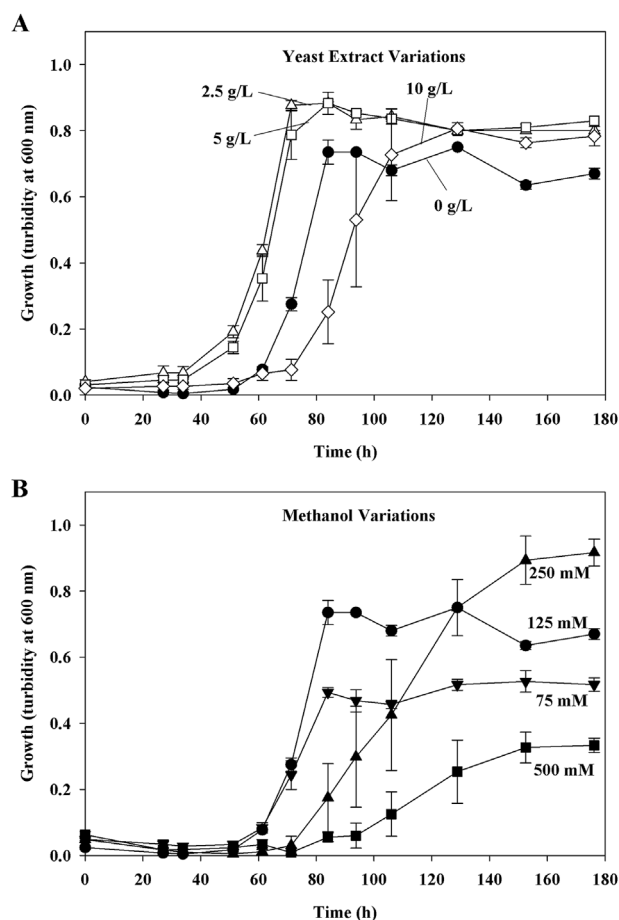 A
Yeast Extract Variations
2.5 g/L
10 g/L
5 g/L
0 g/L
Growth (turbidity at 600 nm)
1.0
0.8
0.6
0.4
0.2
0.0
0 20 40 60 80 100 120 140 160 180
Time (h)
B
Methanol Variations
250 mM
125 mM
75 mM
500 mM
Growth (turbidity at 600 nm)
1.0
0.8
0.6
0.4
0.2
0.0
0 20 40 60 80 100 120 140 160 180
Time (h)